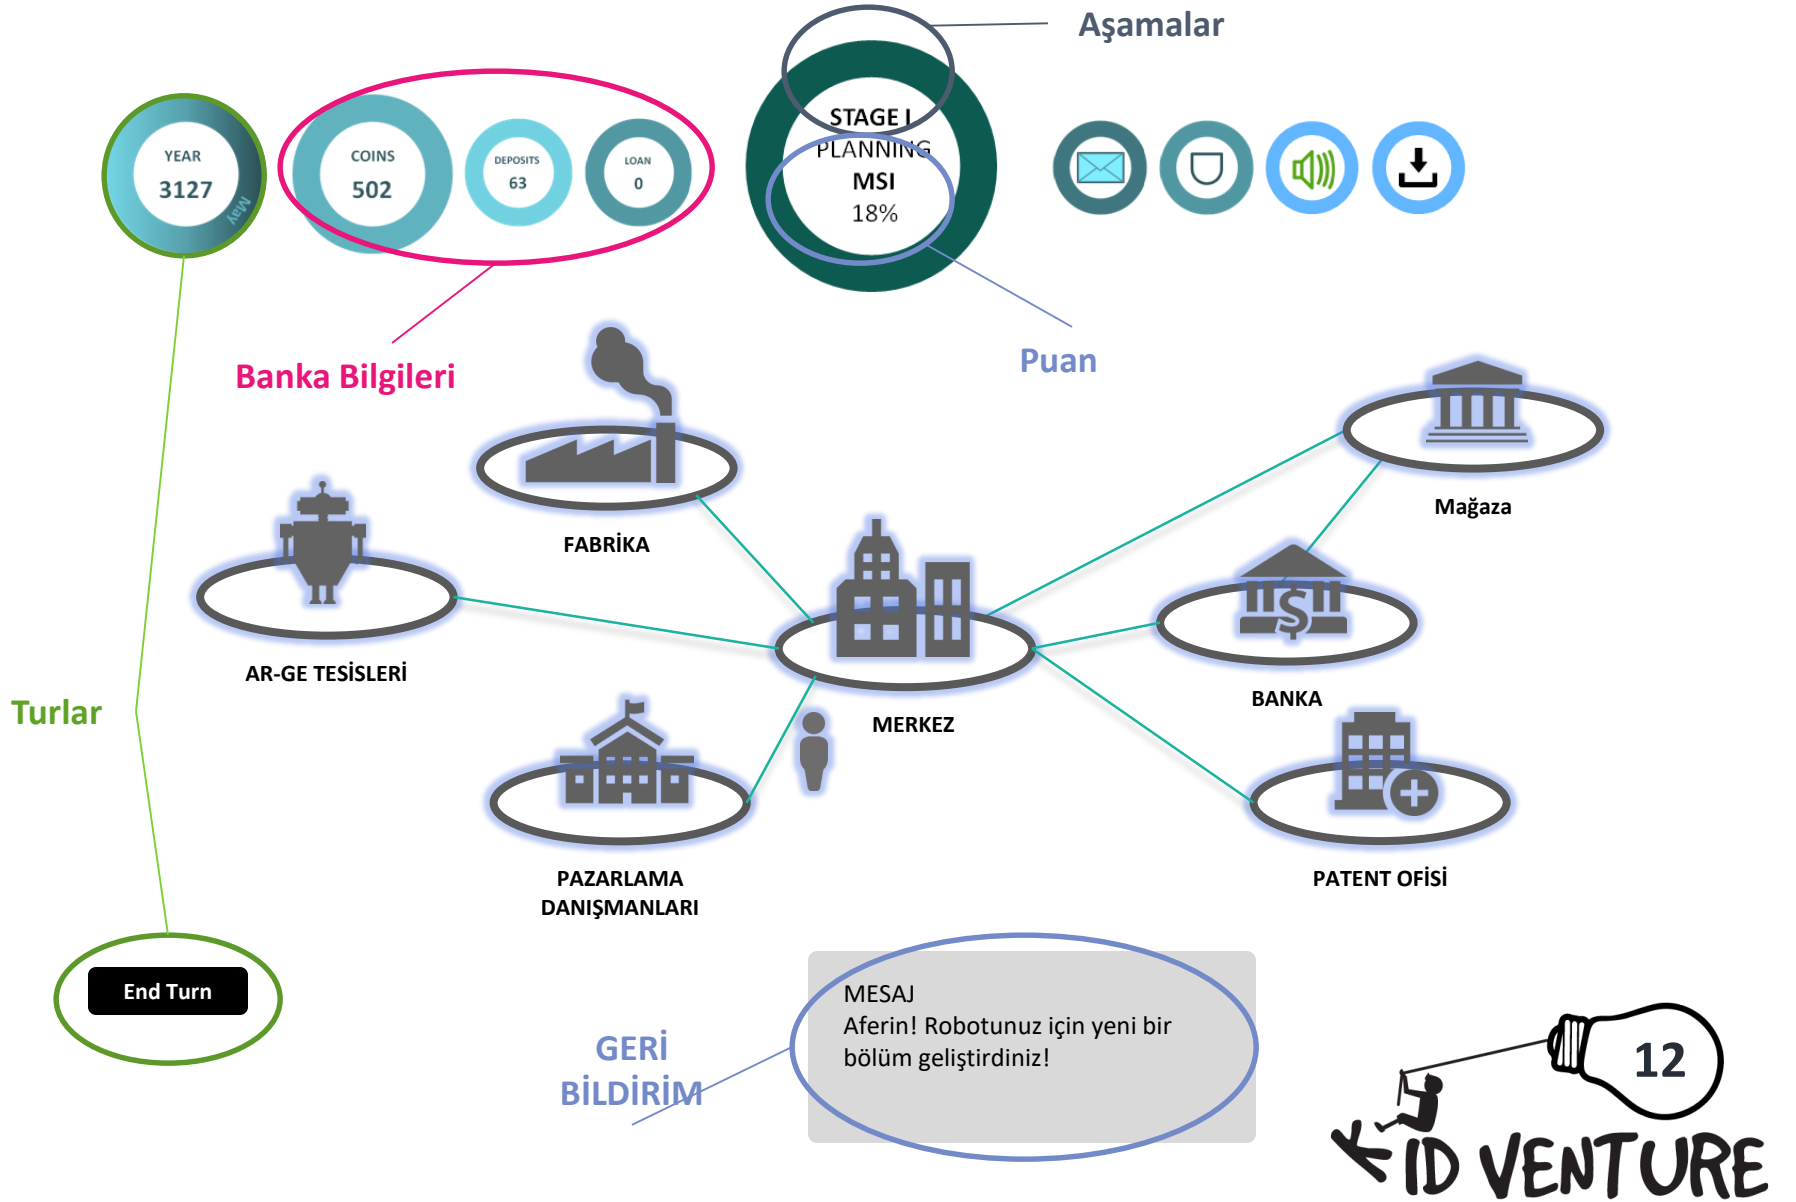 Aşamalar
YEAR
3127
May
COINS
502
DEPOSITS
63
LOAN
0
STAGE I
PLANNING
MSI
18%
Banka Bilgileri
Puan
FABRİKA
Mağaza
AR-GE TESİSLERİ
MERKEZ
BANKA
Turlar
PAZARLAMA
DANIŞMANLARI
PATENT OFİSİ
End Turn
MESAJ
Aferin! Robotunuz için yeni bir
bölüm geliştirdiniz!
GERİ
BİLDİRİM
12
KID VENTURE